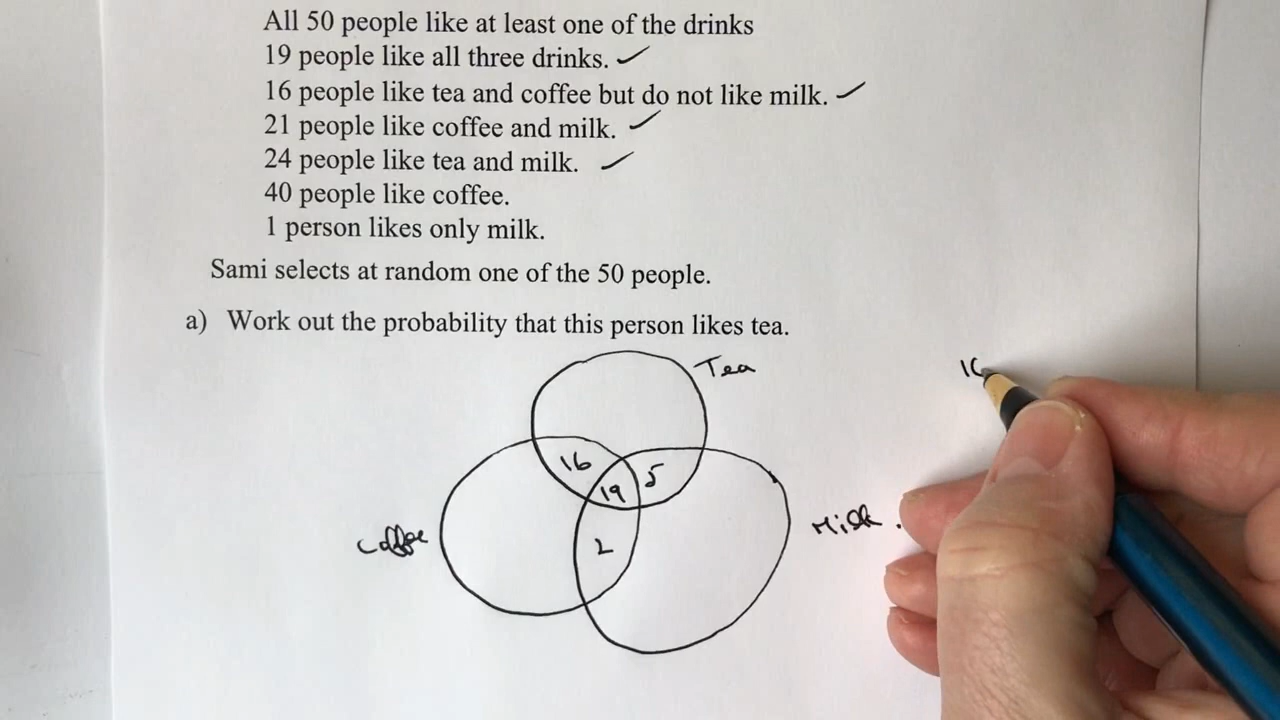 All 50 people like at least one of the drinks
19 people like all three drinks.
16 people like tea and coffee but do not like milk.
21 people like coffee and milk.
24 people like tea and milk.
40 people like coffee.
1 person likes only milk.
Sami selects at random one of the 50 people.
a) Work out the probability that this person likes tea.
Tea
16 5
19
Coffee Milk.
2